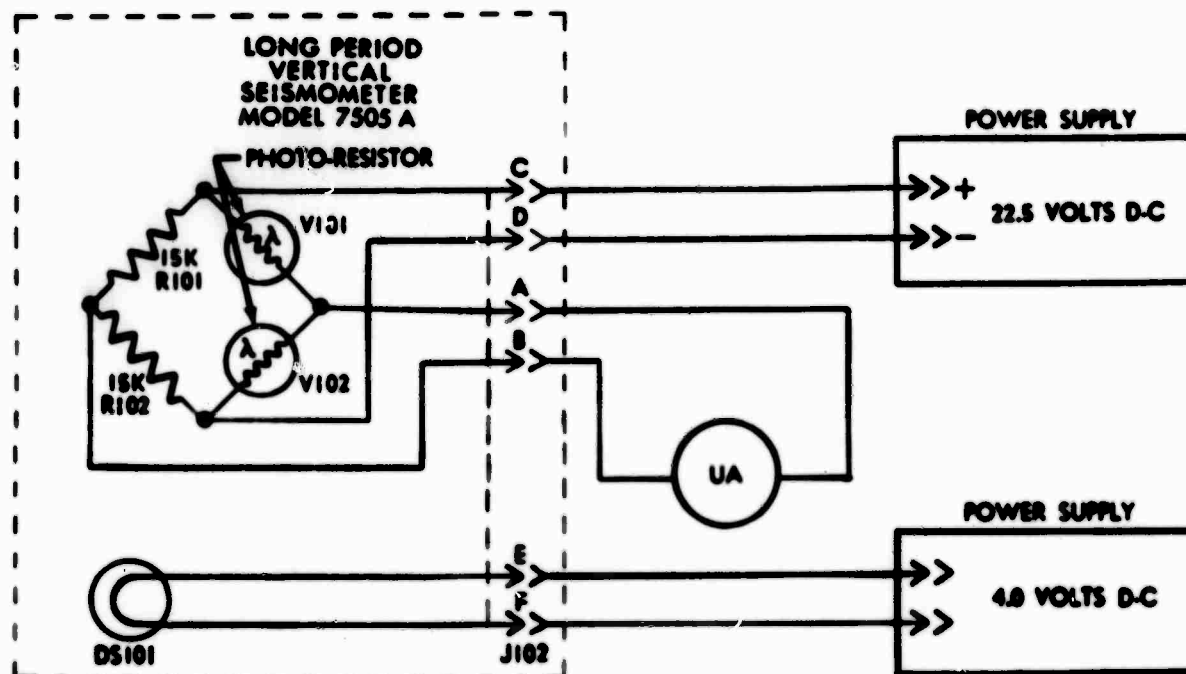 LONG PERIOD
VERTICAL
SEISMOMETER
MODEL 7505 A
PHOTO-RESISTOR
V101
15K
R101
V102
15K
R102
C
D
A
B
POWER SUPPLY
+
22.5 VOLTS D-C
−
UA
POWER SUPPLY
E
F
4.0 VOLTS D-C
DS101
J102
λ
λ